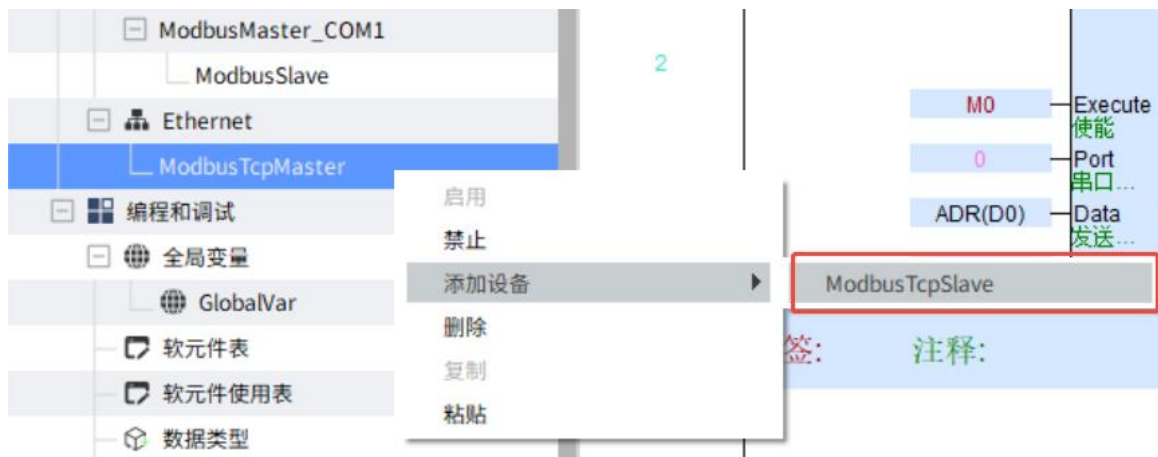 ModbusMaster_COM1
ModbusSlave
Ethernet
ModbusTcpMaster
编程和调试
全局变量
GlobalVar
软元件表
软元件使用表
数据类型
启用
禁止
添加设备
删除
复制
粘贴
ModbusTcpSlave
2
M0
Execute
使能
0
Port
串口...
ADR(D0)
Data
发送...
签:
注释: